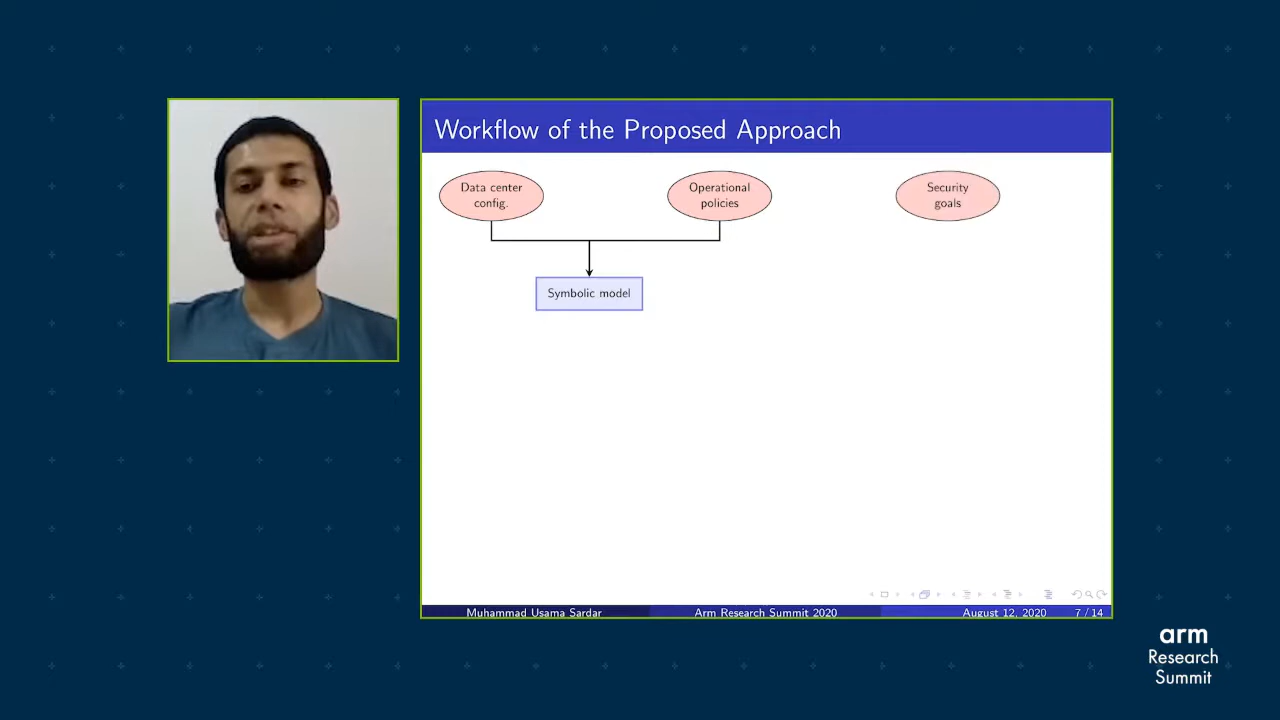 Workflow of the Proposed Approach
Data center
config.
Operational
policies
Security
goals
Symbolic model
Muhammad Usama Sardar
Arm Research Summit 2020
August 12, 2020
7 / 14
arm
Research
Summit